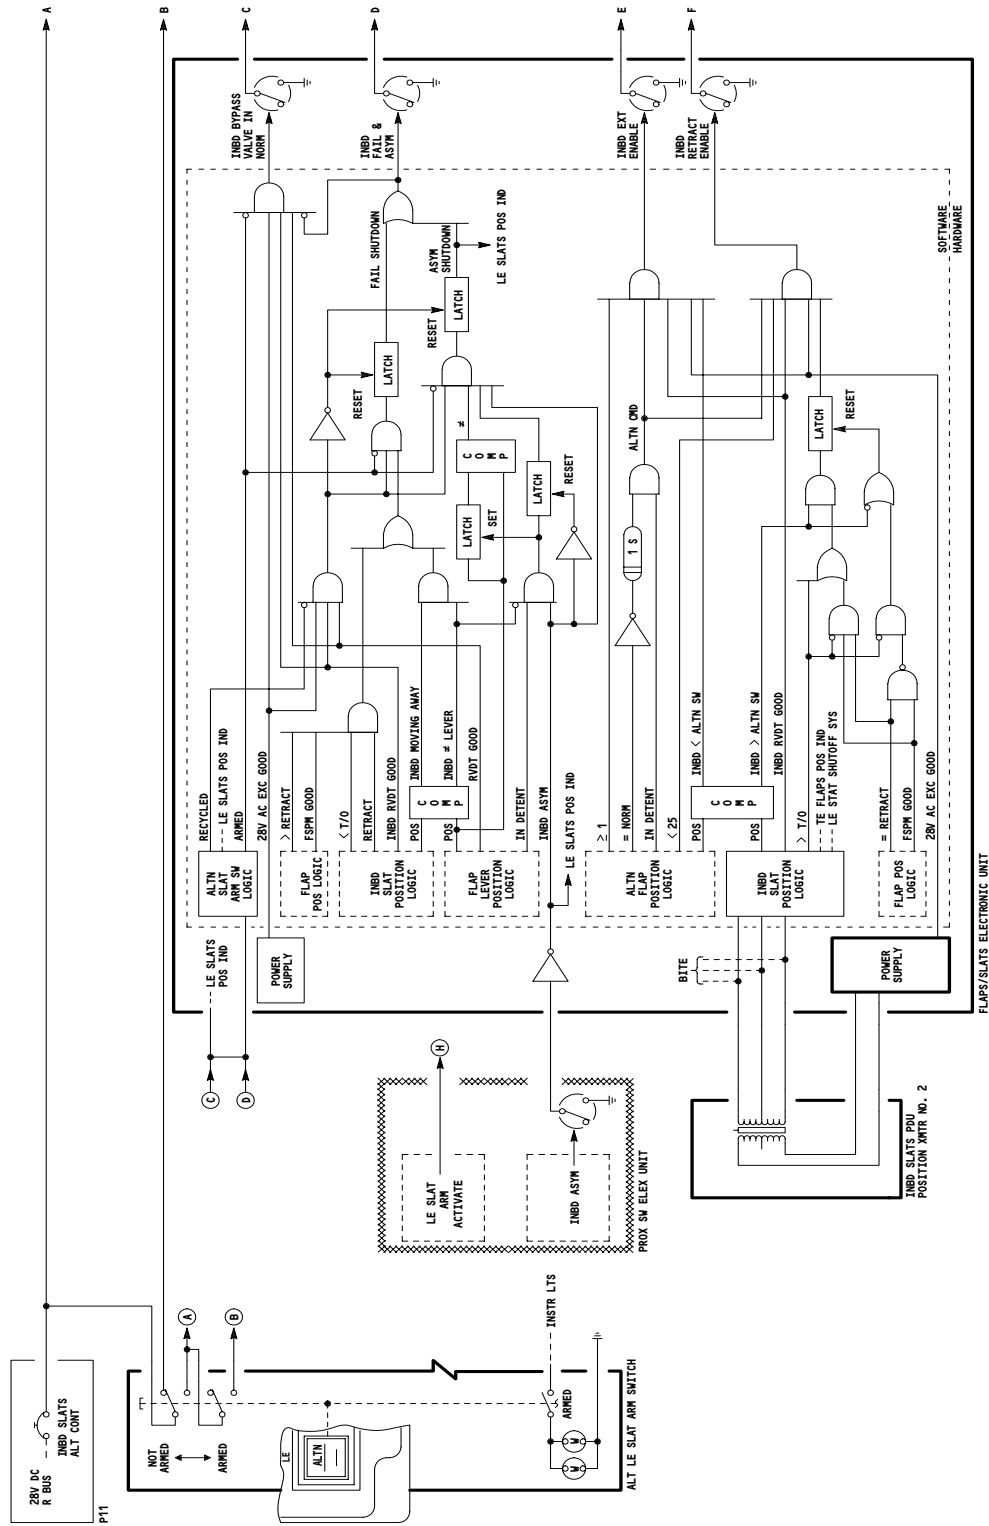 28V DC
R BUS
INBD SLATS
ALT CONT
P11
NOT
ARMED
ARMED
LE
ALTN
W
W
ARMED
INSTR LTS
ALT LE SLAT ARM SWITCH
A
B
C
D
LE SLATS
POS IND
LE SLAT
ARM
ACTIVATE
H
INBD ASYM
PROX SW ELEX UNIT
INBD SLATS PDU
POSITION XMTR NO. 2
POWER
SUPPLY
BITE
POWER
SUPPLY
FLAPS/SLATS ELECTRONIC UNIT
ALTN
SLAT
ARM SW
LOGIC
RECYCLED
LE SLATS POS IND
ARMED
28V AC EXC GOOD
FLAP
POS LOGIC
> RETRACT
FSPM GOOD
INBD
SLAT
POSITION
LOGIC
< T/O
RETRACT
INBD RVDT GOOD
POS
INBD MOVING AWAY
FLAP
LEVER
POSITION
LOGIC
POS
COMP
INBD ≠ LEVER
RVDT GOOD
IN DETENT
INBD ASYM
LE SLATS POS IND
ALTN
FLAP
POSITION
LOGIC
≥ 1
= NORM
IN DETENT
< 25
POS
COMP
INBD < ALTN SW
INBD
SLAT
POSITION
LOGIC
POS
INBD > ALTN SW
INBD RVDT GOOD
> T/O
TE FLAPS POS IND
LE STAT SHUTOFF SYS
FLAP POS
LOGIC
= RETRACT
FSPM GOOD
28V AC EXC GOOD
LATCH
SET
LATCH
RESET
COMP
≠
LATCH
RESET
LATCH
RESET
FAIL SHUTDOWN
ASYM
SHUTDOWN
LE SLATS POS IND
1 S
ALTN CMD
LATCH
RESET
SOFTWARE
HARDWARE
INBD BYPASS
VALVE IN
NORM
INBD
FAIL &
ASYM
INBD EXT
ENABLE
INBD
RETRACT
ENABLE
A
B
C
D
E
F